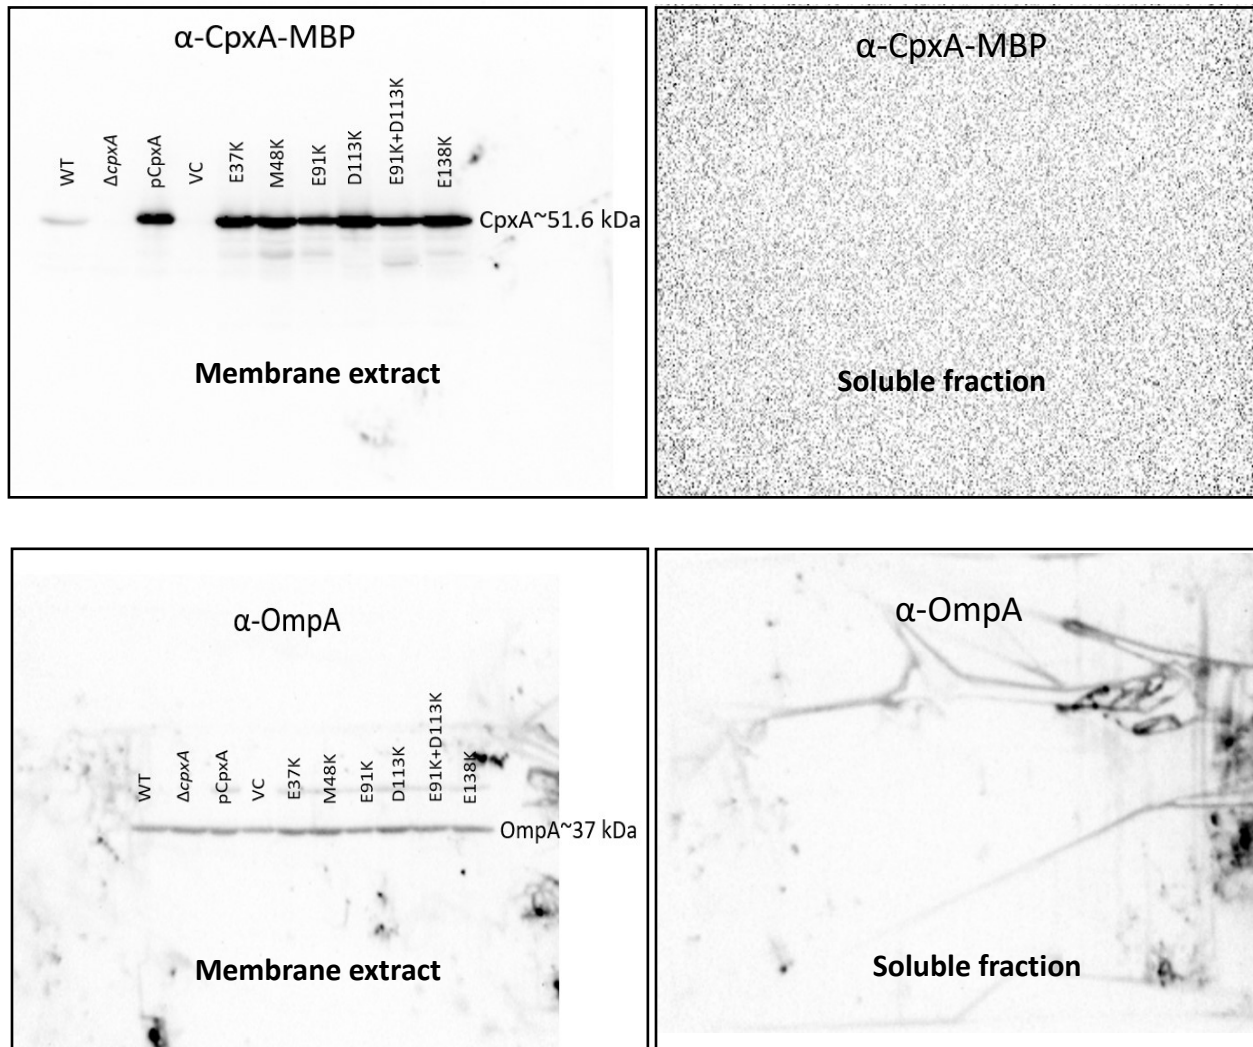 α-CpxA-MBP
WT
ΔcpxA
pCpxA
VC
E37K
M48K
E91K
D113K
E91K+D113K
E138K
CpxA~51.6 kDa
Membrane extract
α-CpxA-MBP
Soluble fraction
α-OmpA
WT
ΔcpxA
pCpxA
VC
E37K
M48K
E91K
D113K
E91K+D113K
E138K
OmpA~37 kDa
Membrane extract
α-OmpA
Soluble fraction